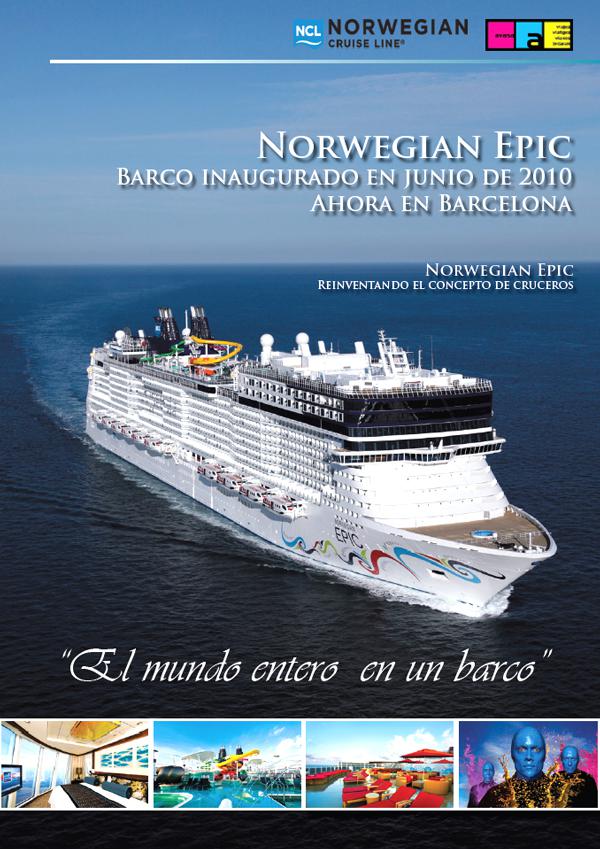 NCL NORWEGIAN
CRUISE LINE®
Norwegian Epic
Barco inaugurado en junio de 2010
Ahora en Barcelona
Norwegian Epic
Reinventando el concepto de cruceros
EPIC
“El mundo entero en un barco”